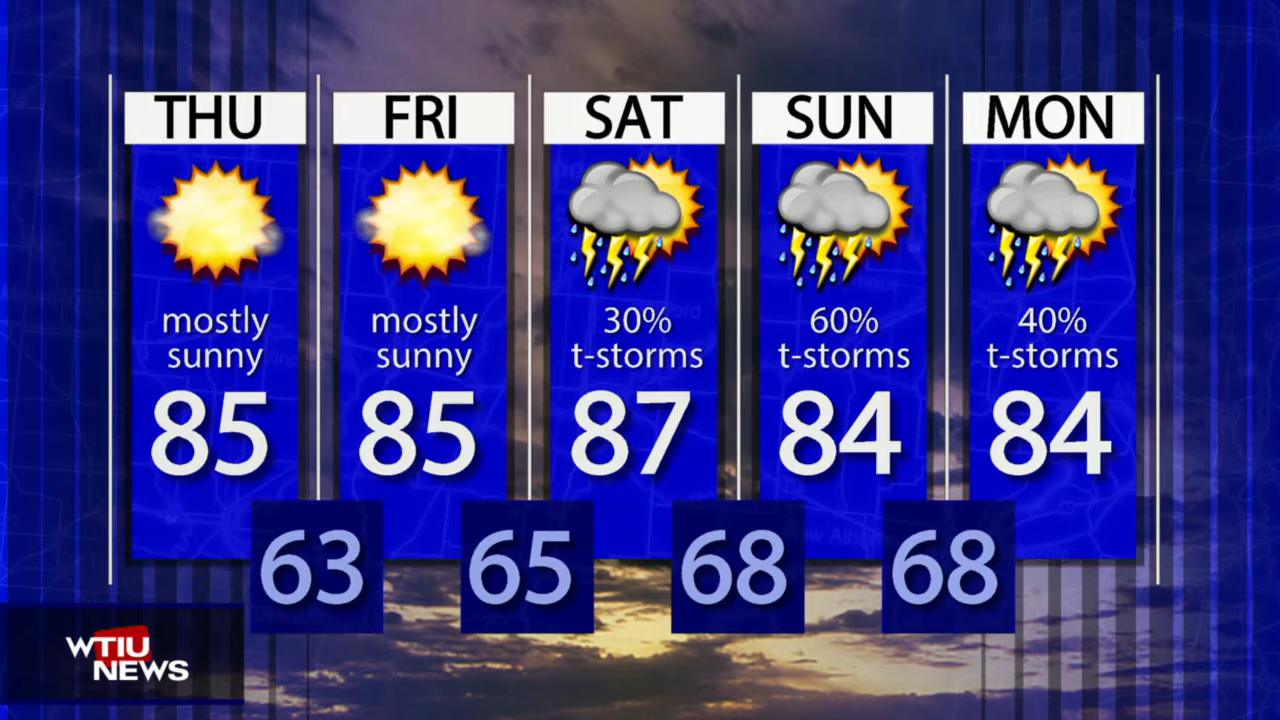 THU
FRI
SAT
SUN
MON
mostly
sunny
mostly
sunny
30%
t-storms
60%
t-storms
40%
t-storms
85
85
87
84
84
63
65
68
68
WTIU
NEWS